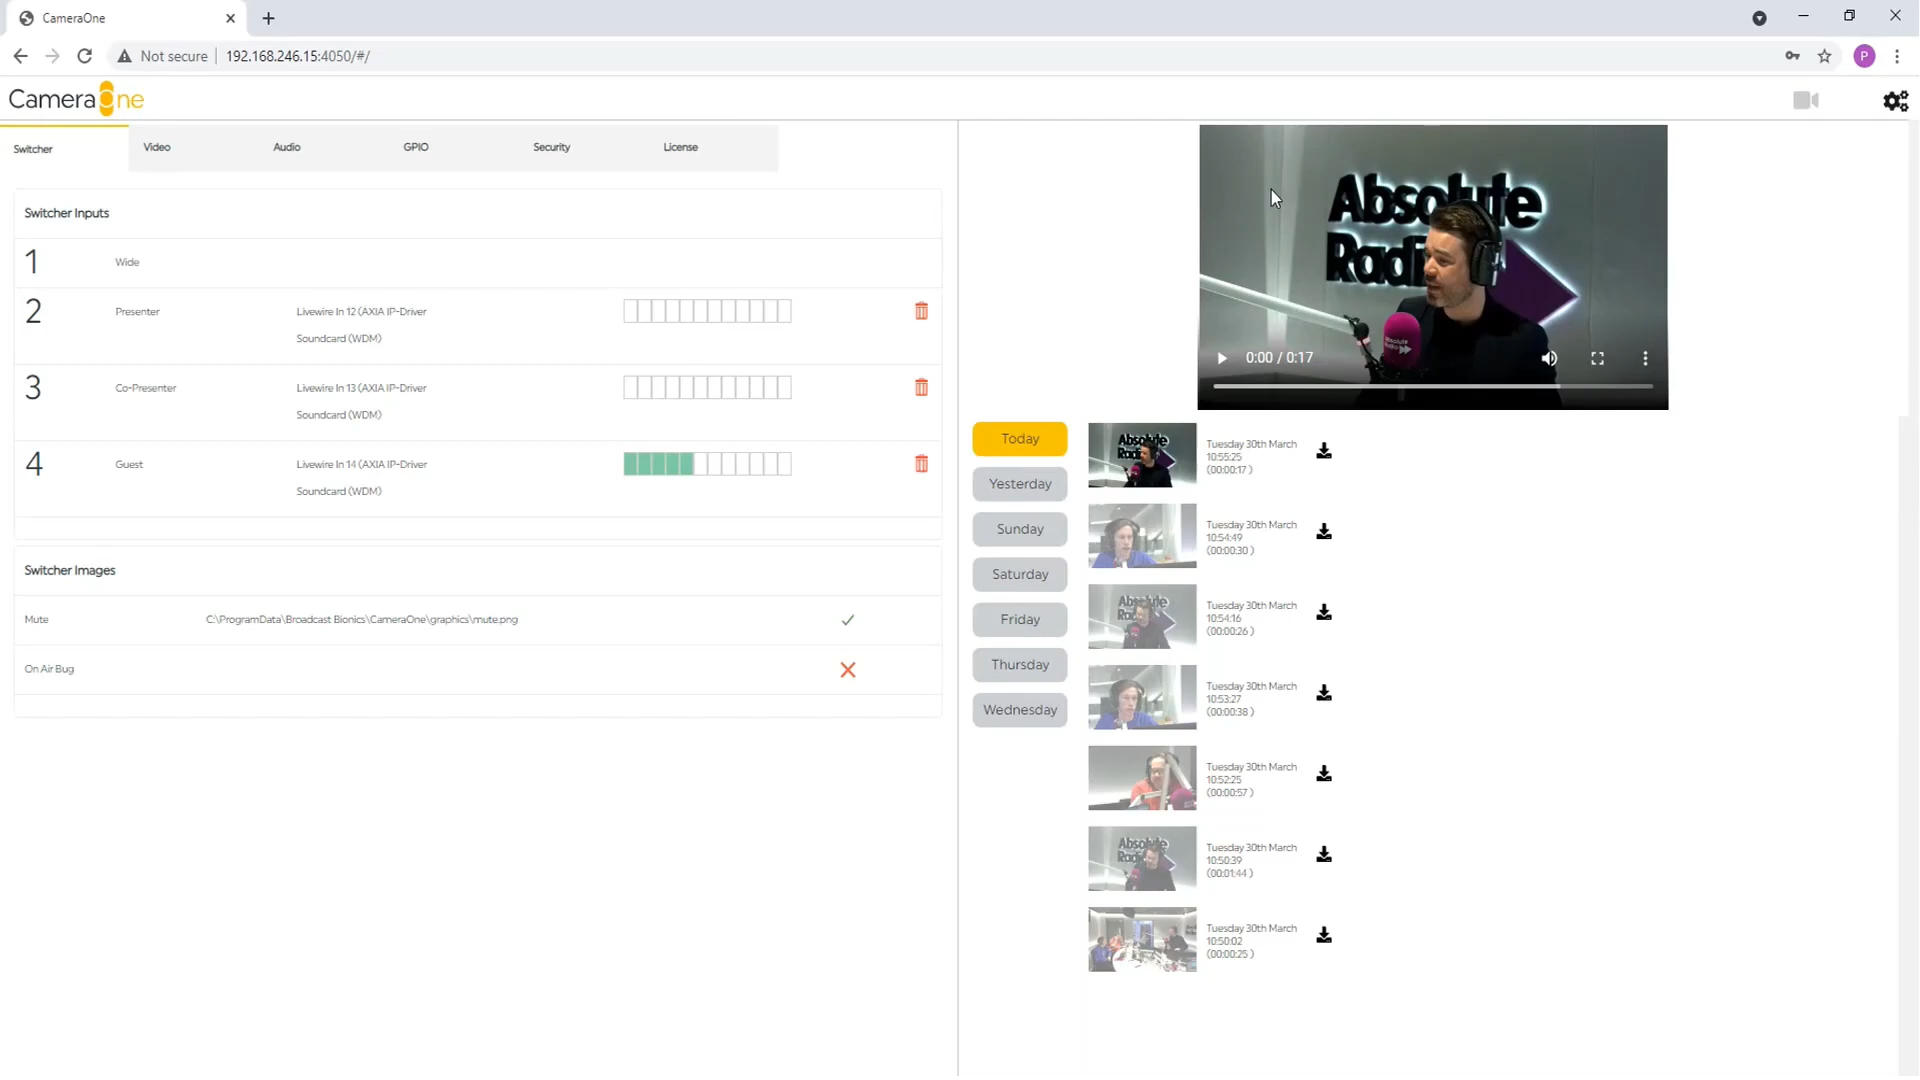 CameraOne
Not secure
192.168.246.15:4050/#/
P
CameraOne
Switcher
Video
Audio
GPIO
Security
License
Switcher Inputs
1
Wide
2
Presenter
Livewire In 12 (AXIA IP-Driver
Soundcard (WDM)
3
Co-Presenter
Livewire In 13 (AXIA IP-Driver
Soundcard (WDM)
4
Guest
Livewire In 14 (AXIA IP-Driver
Soundcard (WDM)
Switcher Images
Mute
C:\ProgramData\Broadcast Bionics\CameraOne\graphics\mute.png
On Air Bug
Absolute
Radio
Absolute
Radio
0:00 / 0:17
Today
Yesterday
Sunday
Saturday
Friday
Thursday
Wednesday
Absolute
Tuesday 30th March
10:55:25
(00:00:17 )
Tuesday 30th March
10:54:49
(00:00:30 )
Absolute
Radio
Tuesday 30th March
10:54:16
(00:00:26 )
Tuesday 30th March
10:53:27
(00:00:38 )
Tuesday 30th March
10:52:25
(00:00:57 )
Absolute
Radio
Tuesday 30th March
10:50:39
(00:01:44 )
Tuesday 30th March
10:50:02
(00:00:25 )